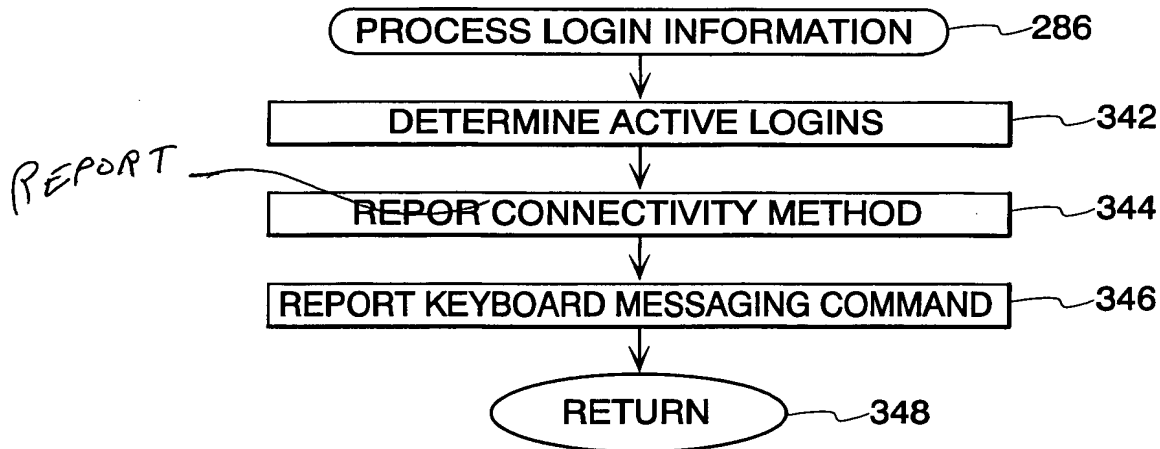 PROCESS LOGIN INFORMATION 286
DETERMINE ACTIVE LOGINS 342
REPORT
REPOR CONNECTIVITY METHOD 344
REPORT KEYBOARD MESSAGING COMMAND 346
RETURN 348